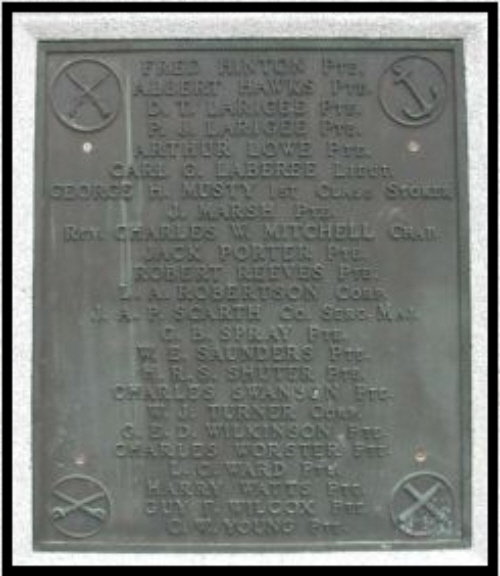 FRED HINTON PTE.
ALBERT HAWKS PTE.
D. T. LARIGEE PTE.
P. J. LARIGEE PTE.
ARTHUR LOWE PTE.
CARL G. LABEREE LIEUT.
GEORGE H. MUSTY 1ST CLASS STOKER
J. MARSH PTE.
REV. CHARLES W. MITCHELL CHAP.
JACK PORTER PTE.
ROBERT REEVES PTE.
L. A. ROBERTSON CORP.
J. A. P. SCARTH CO. SERG. MAJ.
C. B. SPRAY PTE.
W. E. SAUNDERS PTE.
H. R. S. SHUTER PTE.
CHARLES SWANSON PTE.
W. J. TURNER CORP.
G. E. D. WILKINSON PTE.
CHARLES WORSTER PTE.
L. C. WARD PTE.
HARRY WATTS PTE.
GUY WILCOX PTE.
C. W. YOUNG PTE.